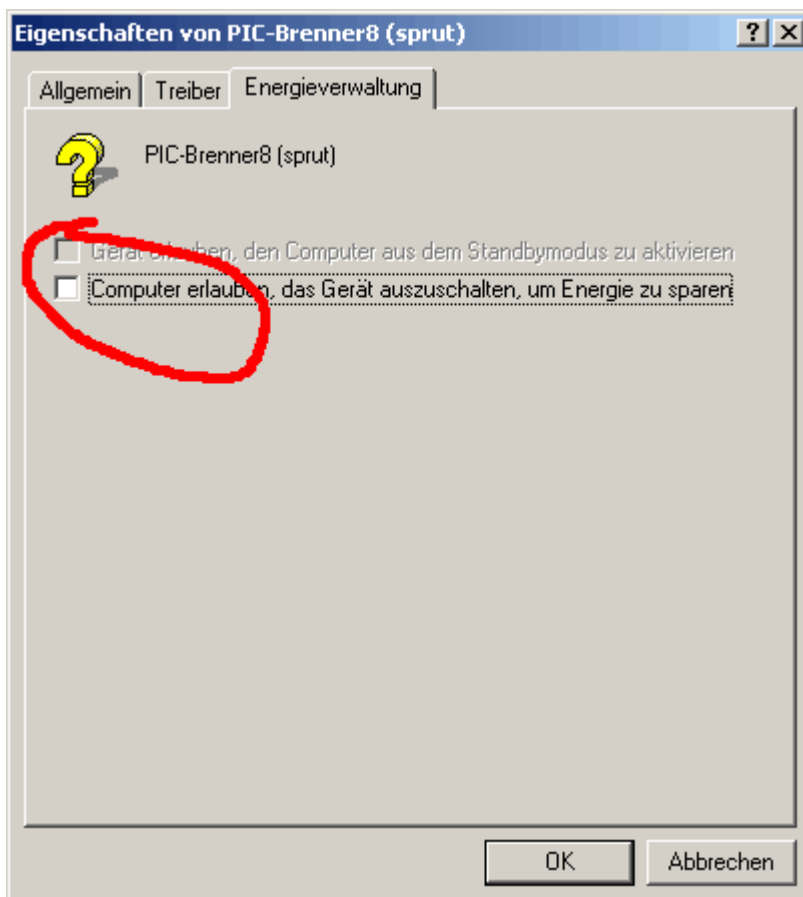 Eigenschaften von PIC-Brenner8 (sprut)
Allgemein Treiber Energieverwaltung
PIC-Brenner8 (sprut)
Gerät erlauben, den Computer aus dem Standbymodus zu aktivieren
Computer erlauben, das Gerät auszuschalten, um Energie zu sparen
OK Abbrechen